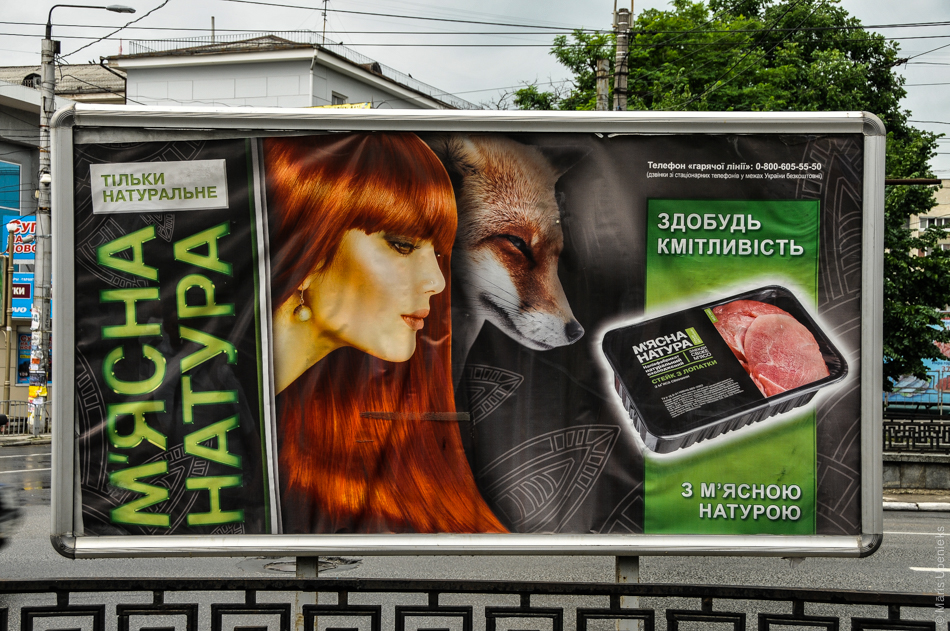 ТІЛЬКИ
НАТУРАЛЬНЕ
М'ЯСНА
НАТУРА
Телефон «гарячої лінії»: 0-800-605-55-50
(дзвінки зі стаціонарних телефонів у межах України безкоштовні)
ЗДОБУДЬ
КМІТЛИВІСТЬ
М'ЯСНА
НАТУРА
СТЕЙК З ЛОПАТКИ
З М'ЯСНОЮ
НАТУРОЮ